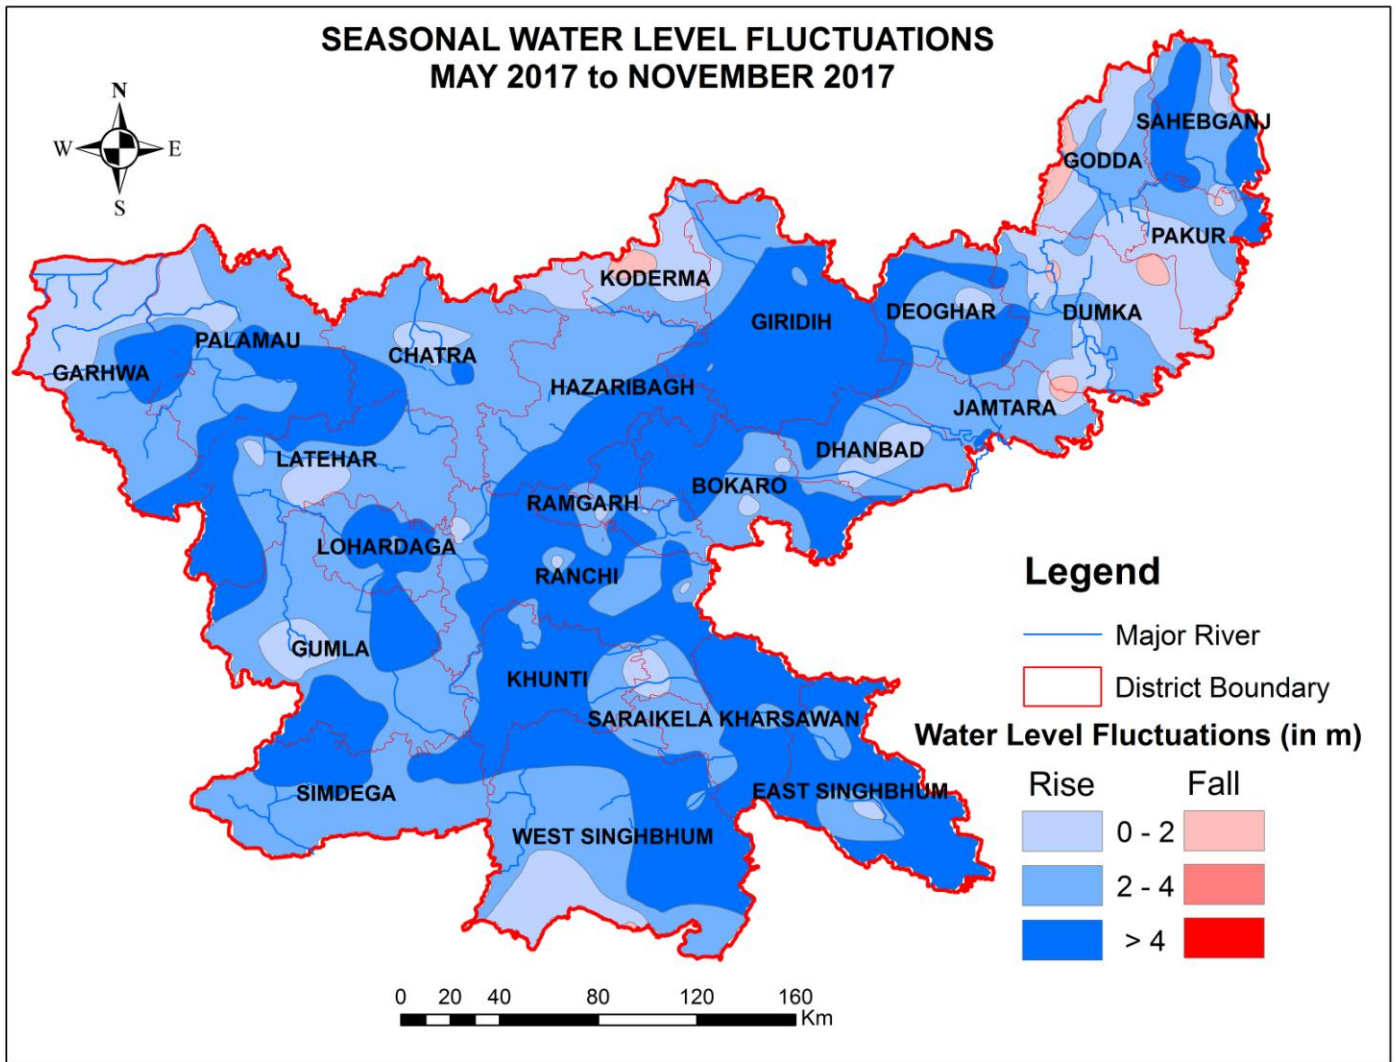 SEASONAL WATER LEVEL FLUCTUATIONS
MAY 2017 to NOVEMBER 2017
N
W E
S
SAHEBGANJ
GODDA
PAKUR
KODERMA
GIRIDIH
DEOGHAR
DUMKA
PALAMAU
CHATRA
GARHWA
HAZARIBAGH
JAMTARA
LATEHAR
DHANBAD
BOKARO
RAMGARH
LOHARDAGA
RANCHI
GUMLA
KHUNTI
SARAIKELA KHARSAWAN
SIMDEGA
EAST SINGHBHUM
WEST SINGHBHUM
Legend
Major River
District Boundary
Water Level Fluctuations (in m)
Rise Fall
0 - 2
2 - 4
> 4
0 20 40 80 120 160
Km